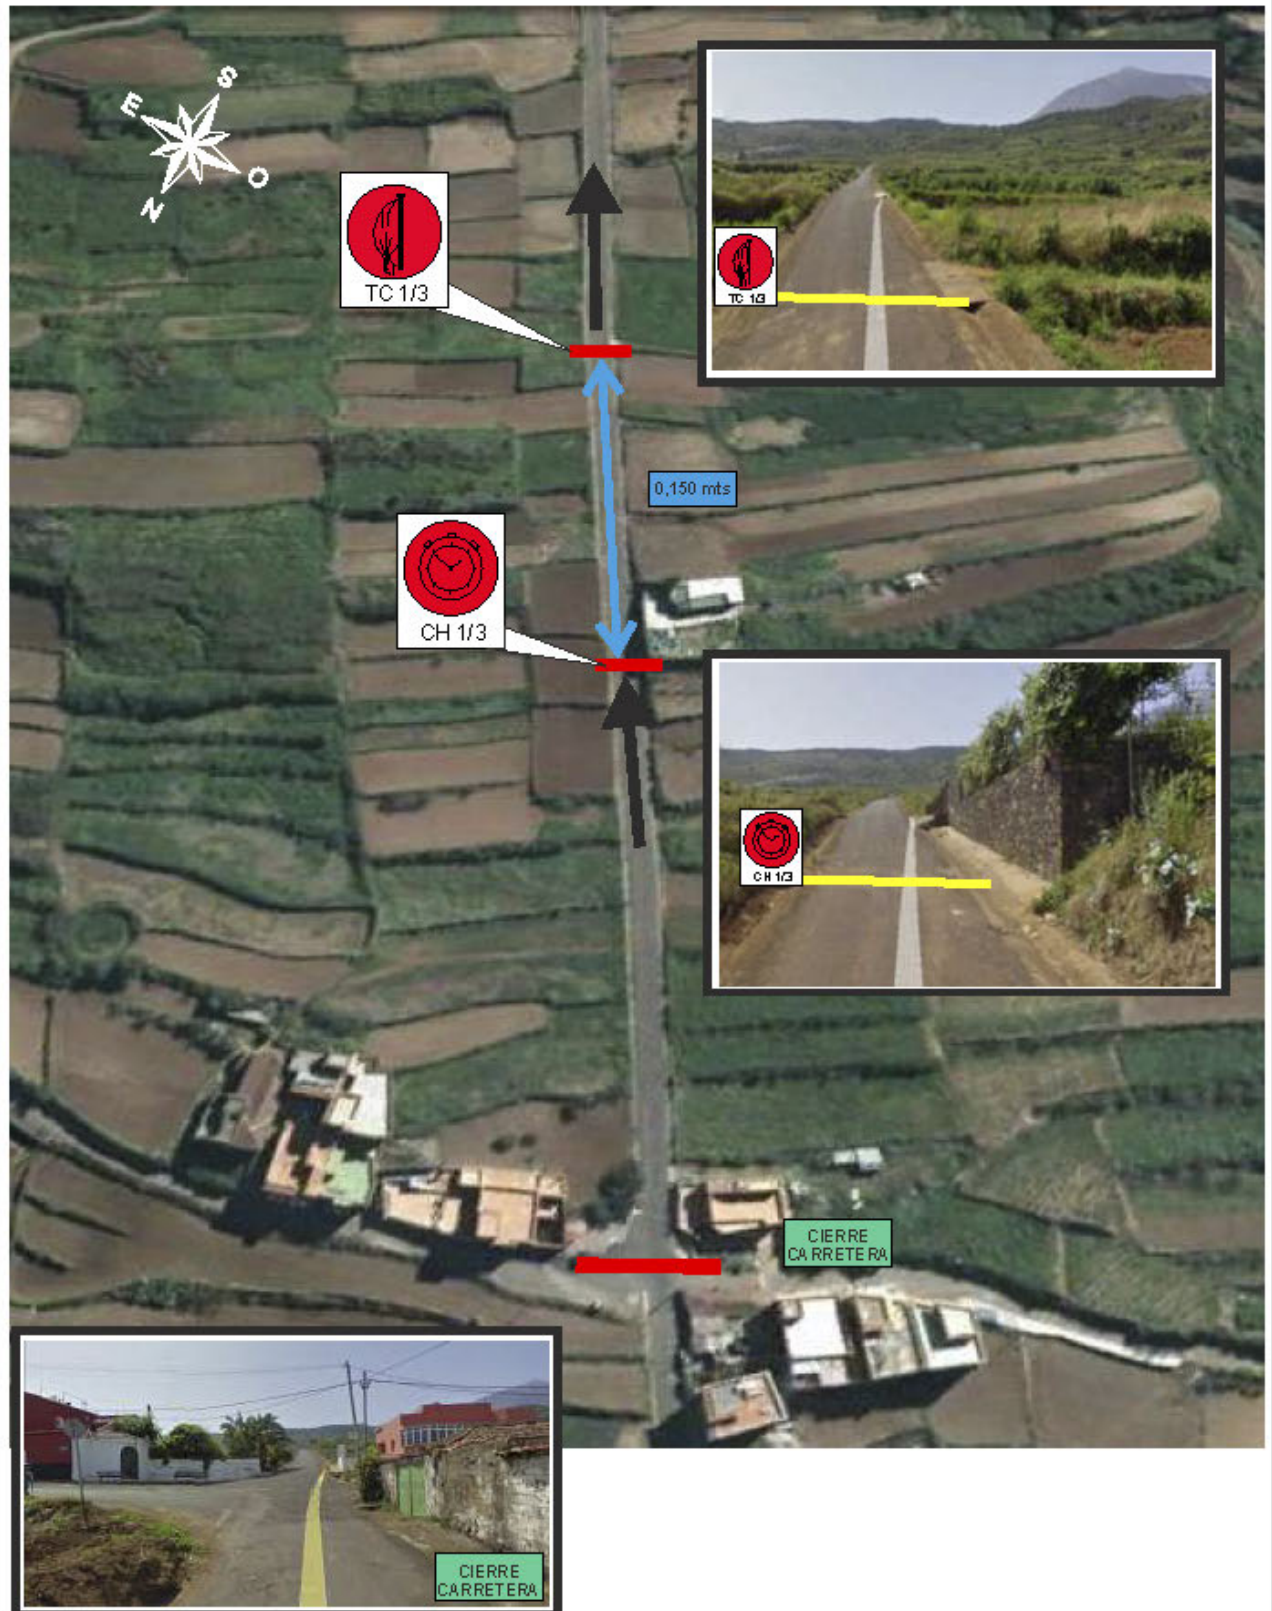 S
E
O
N
TC 1/3
TC 1/3
0,150 mts
CH 1/3
CH 1/3
CIERRE
CARRETERA
CIERRE
CARRETERA